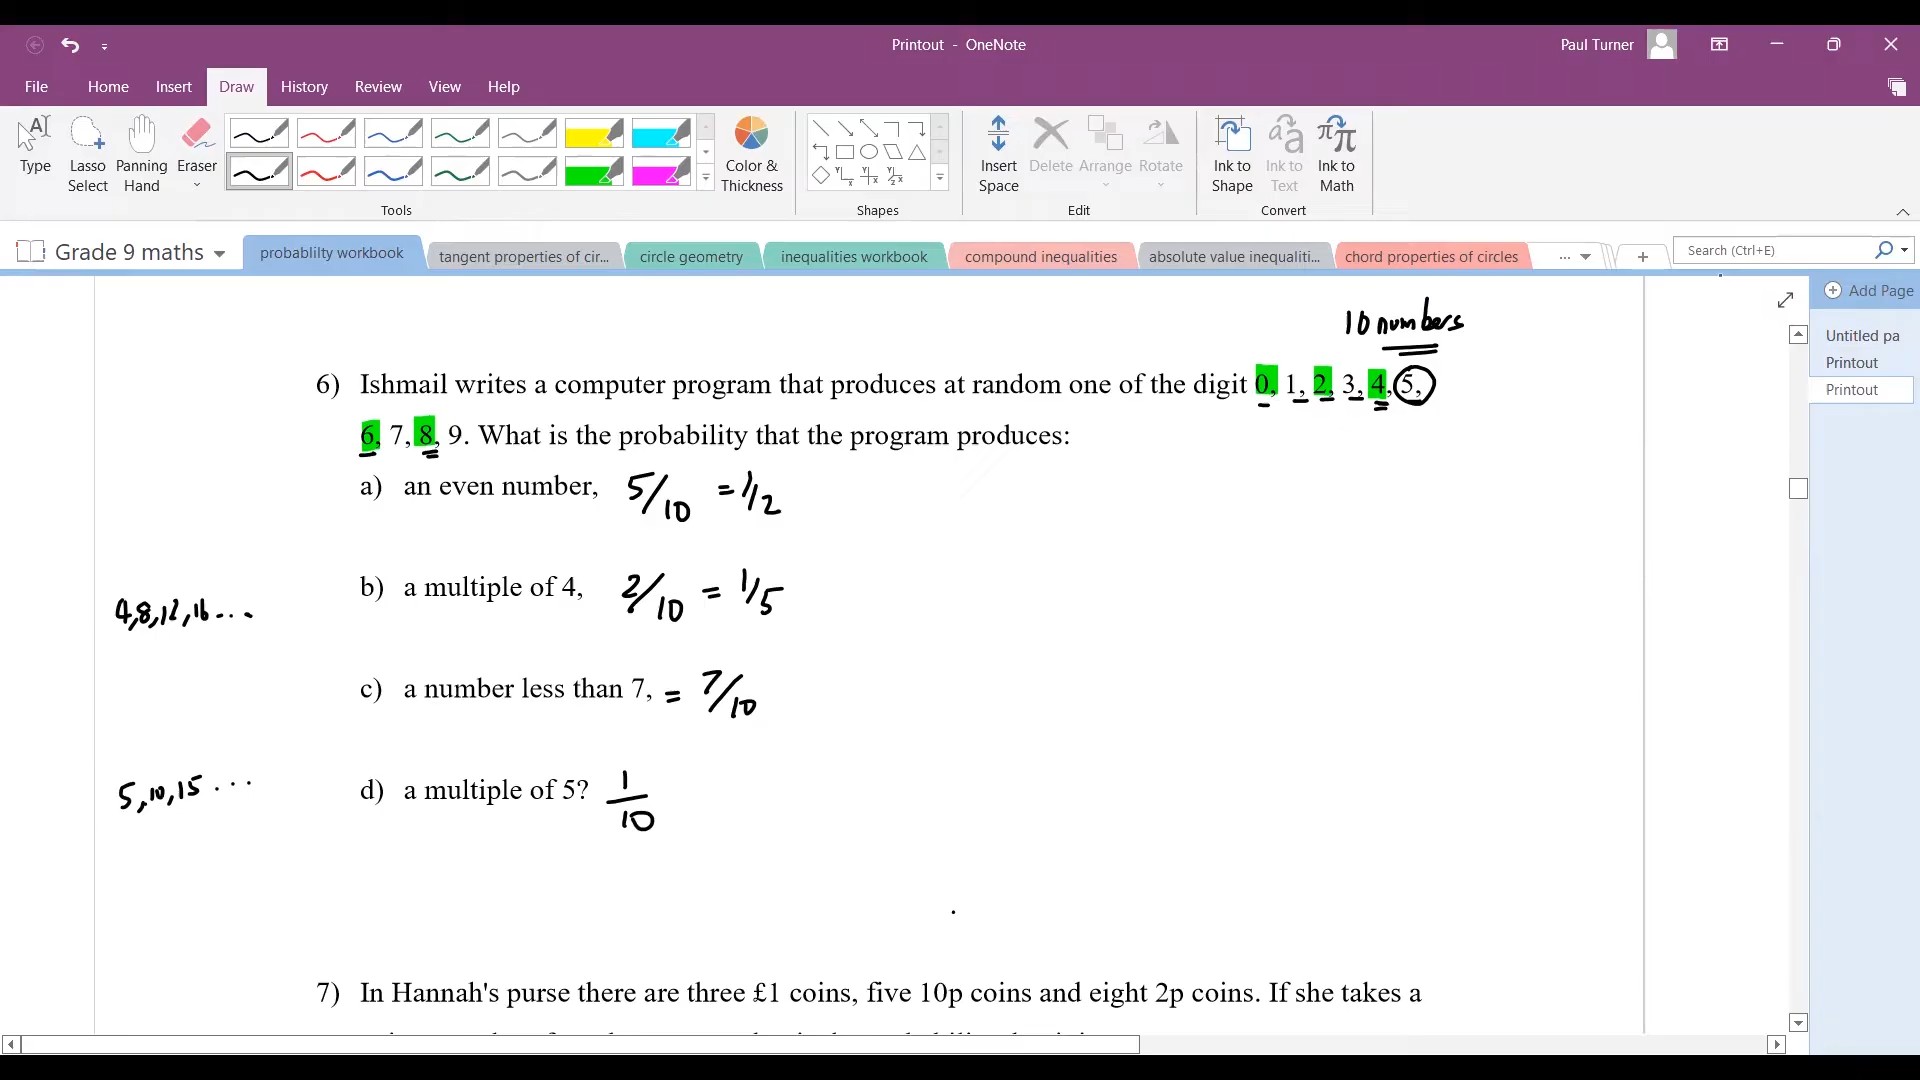 Printout - OneNote
Paul Turner
File Home Insert Draw History Review View Help
Type
Lasso Select
Panning Hand
Eraser
Color & Thickness
Insert Space
Delete
Arrange
Rotate
Ink to Shape
Ink to Text
Ink to Math
Tools
Shapes
Edit
Convert
Grade 9 maths
probablilty workbook
tangent properties of cir...
circle geometry
inequalities workbook
compound inequalities
absolute value inequaliti...
chord properties of circles
...
Search (Ctrl+E)
Add Page
Untitled pa
Printout
Printout
10 numbers
6) Ishmail writes a computer program that produces at random one of the digit 0, 1, 2, 3, 4, 5,
6, 7, 8, 9. What is the probability that the program produces:
a) an even number, 5/10 = 1/2
b) a multiple of 4, 2/10 = 1/5
4,8,12,16...
c) a number less than 7, = 7/10
5,10,15...
d) a multiple of 5? 1/10
7) In Hannah's purse there are three £1 coins, five 10p coins and eight 2p coins. If she takes a